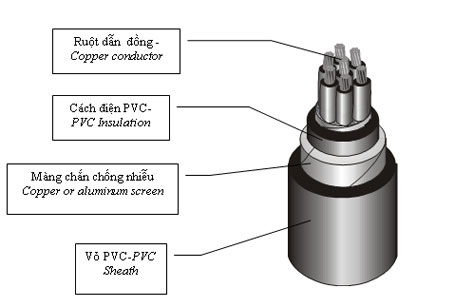 Ruột dẫn đồng -
Copper conductor
Cách điện PVC-
PVC Insulation
Màng chắn chống nhiễu
Copper or aluminum screen
Vỏ PVC-PVC
Sheath